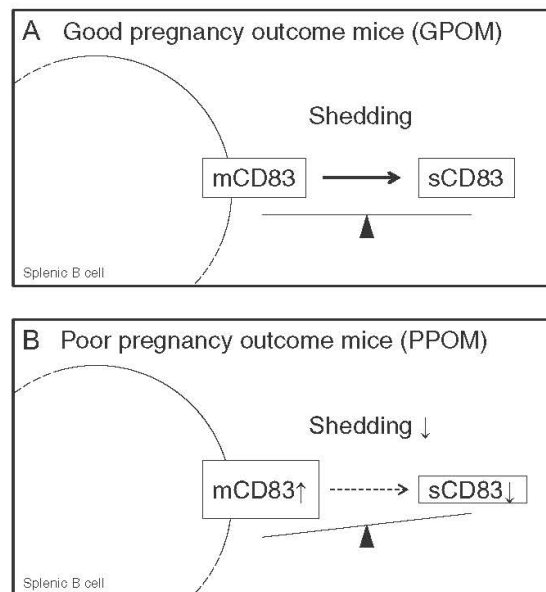 A Good pregnancy outcome mice (GPOM)
Shedding
mCD83 sCD83
Splenic B cell
B Poor pregnancy outcome mice (PPOM)
Shedding ↓
mCD83↑ sCD83↓
Splenic B cell